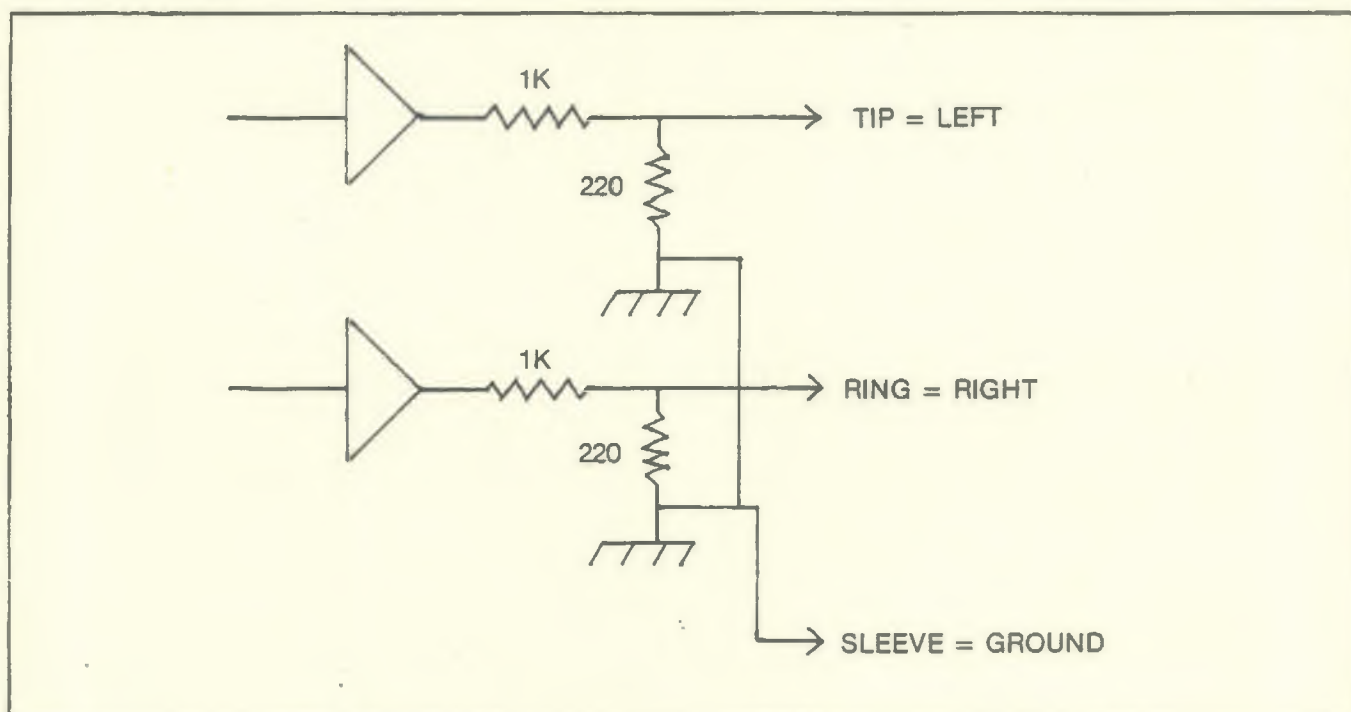 1K
TIP = LEFT
220
1K
RING = RIGHT
220
SLEEVE = GROUND